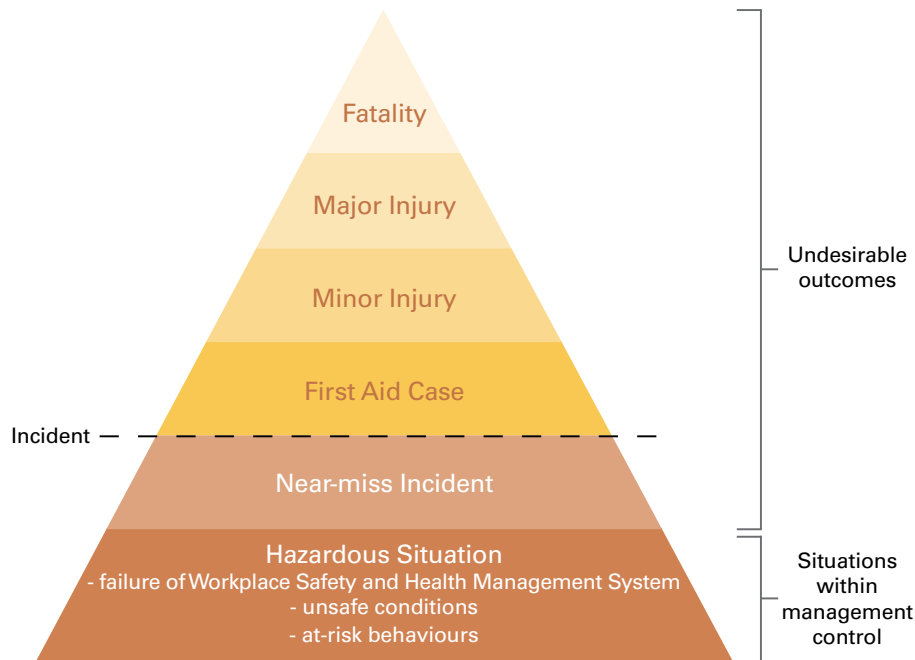 Fatality
Major Injury
Undesirable
outcomes
Minor Injury
First Aid Case
Incident
Near-miss Incident
Hazardous Situation
- failure of Workplace Safety and Health Management System
- unsafe conditions
- at-risk behaviours
Situations
within
management
control